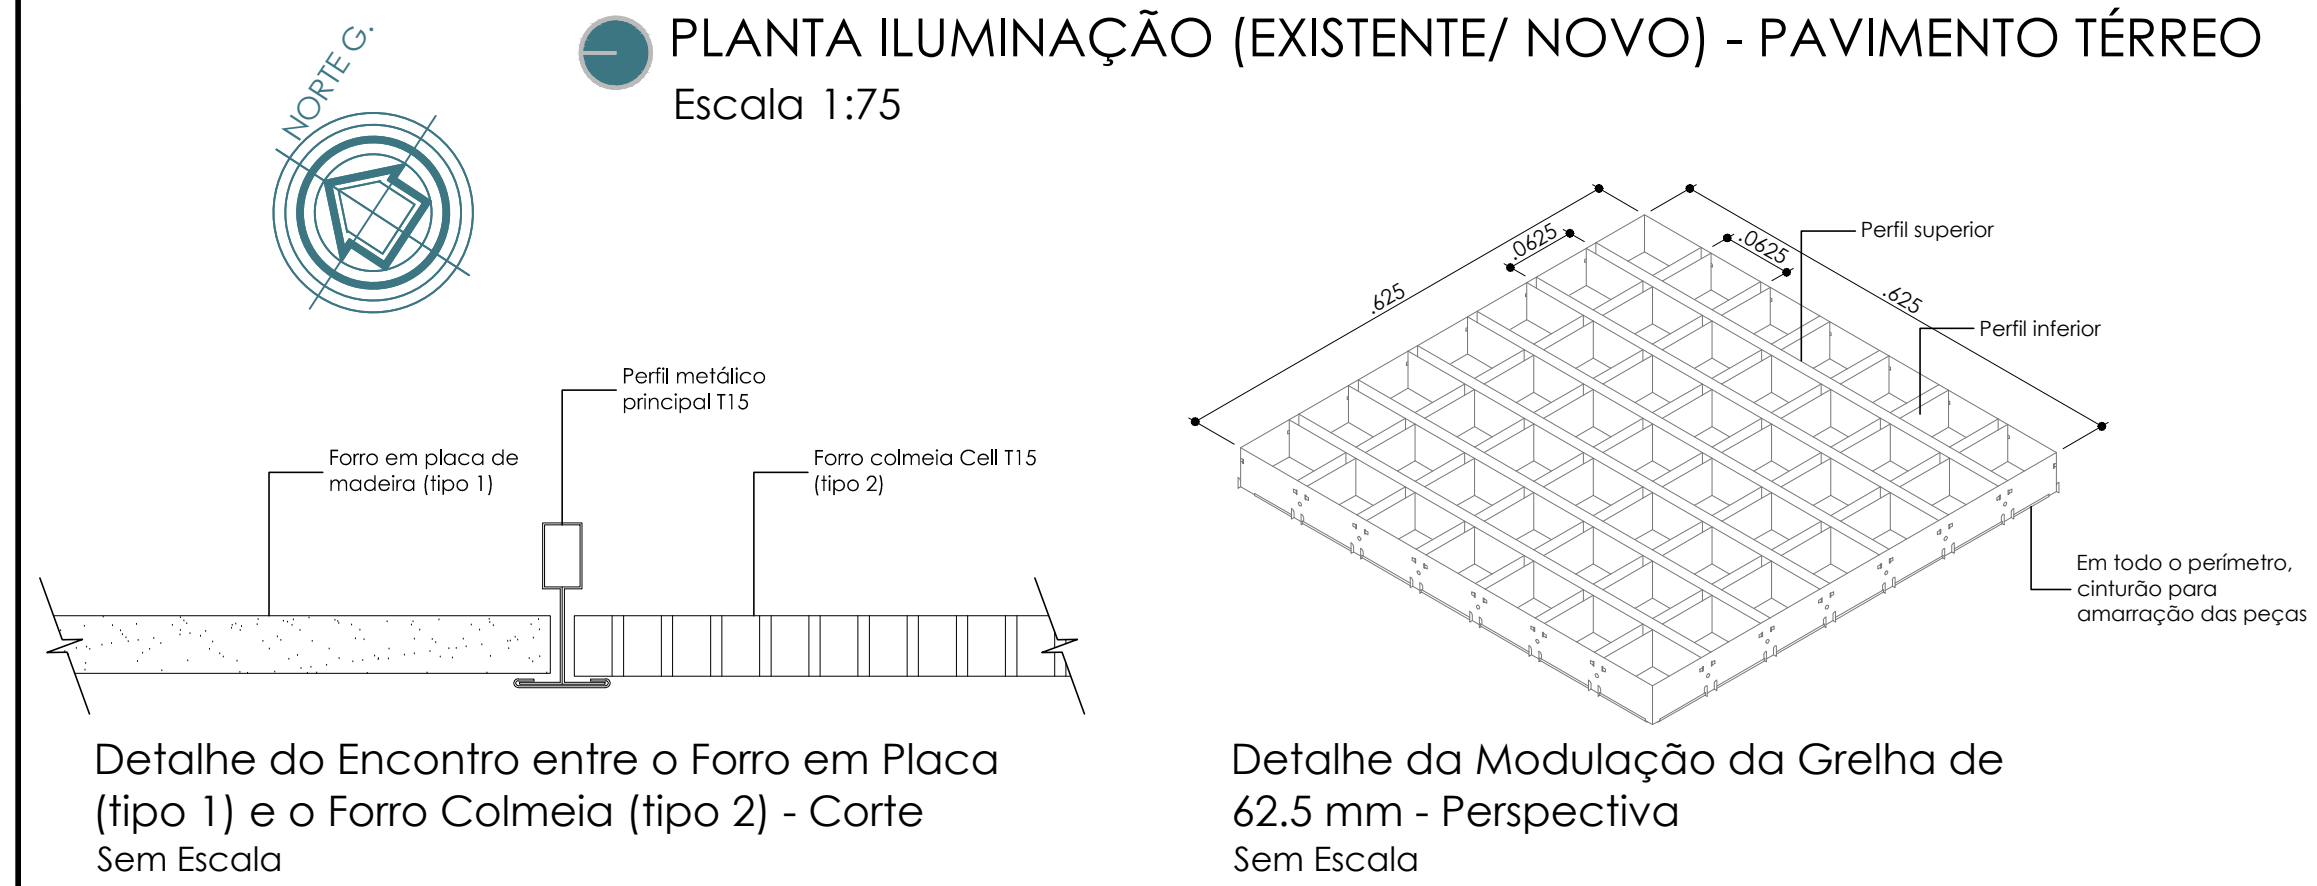 NORTE G.
PLANTA ILUMINAÇÃO (EXISTENTE/ NOVO) - PAVIMENTO TÉRREO
Escala 1:75
Perfil metálico
principal T15
Forro em placa de
madeira (tipo 1)
Forro colmeia Cell T15
(tipo 2)
Detalhe do Encontro entre o Forro em Placa
(tipo 1) e o Forro Colmeia (tipo 2) - Corte
Sem Escala
.0625
.0625
.625
.625
Perfil superior
Perfil inferior
Em todo o perímetro,
cinturão para
amarração das peças
Detalhe da Modulação da Grelha de
62.5 mm - Perspectiva
Sem Escala